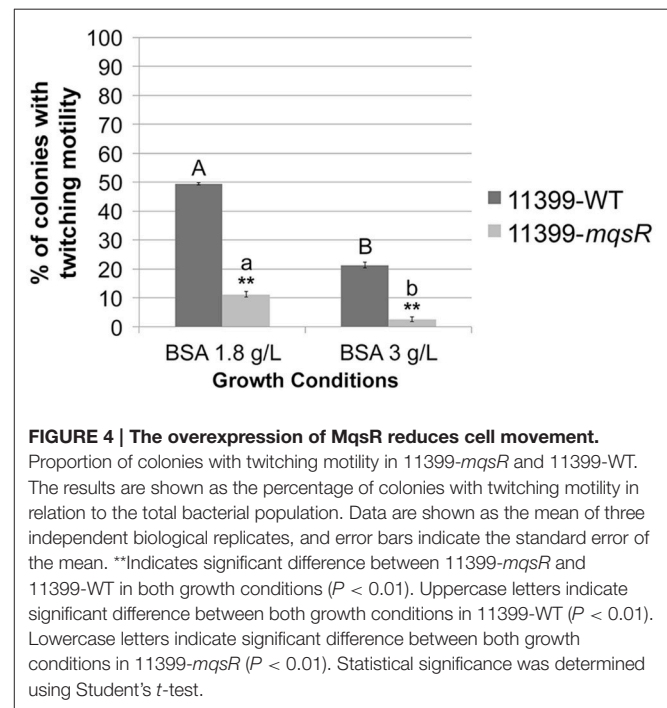 100
90
80
70
60
50
40
30
20
10
0
% of colonies with
twitching motility
A
a
**
B
b
**
11399-WT
11399-mqsR
BSA 1.8 g/L BSA 3 g/L
Growth Conditions
FIGURE 4 | The overexpression of MqsR reduces cell movement.
Proportion of colonies with twitching motility in 11399-mqsR and 11399-WT.
The results are shown as the percentage of colonies with twitching motility in
relation to the total bacterial population. Data are shown as the mean of three
independent biological replicates, and error bars indicate the standard error of
the mean. **Indicates significant difference between 11399-mqsR and
11399-WT in both growth conditions (P < 0.01). Uppercase letters indicate
significant difference between both growth conditions in 11399-WT (P < 0.01).
Lowercase letters indicate significant difference between both growth
conditions in 11399-mqsR (P < 0.01). Statistical significance was determined
using Student's t-test.